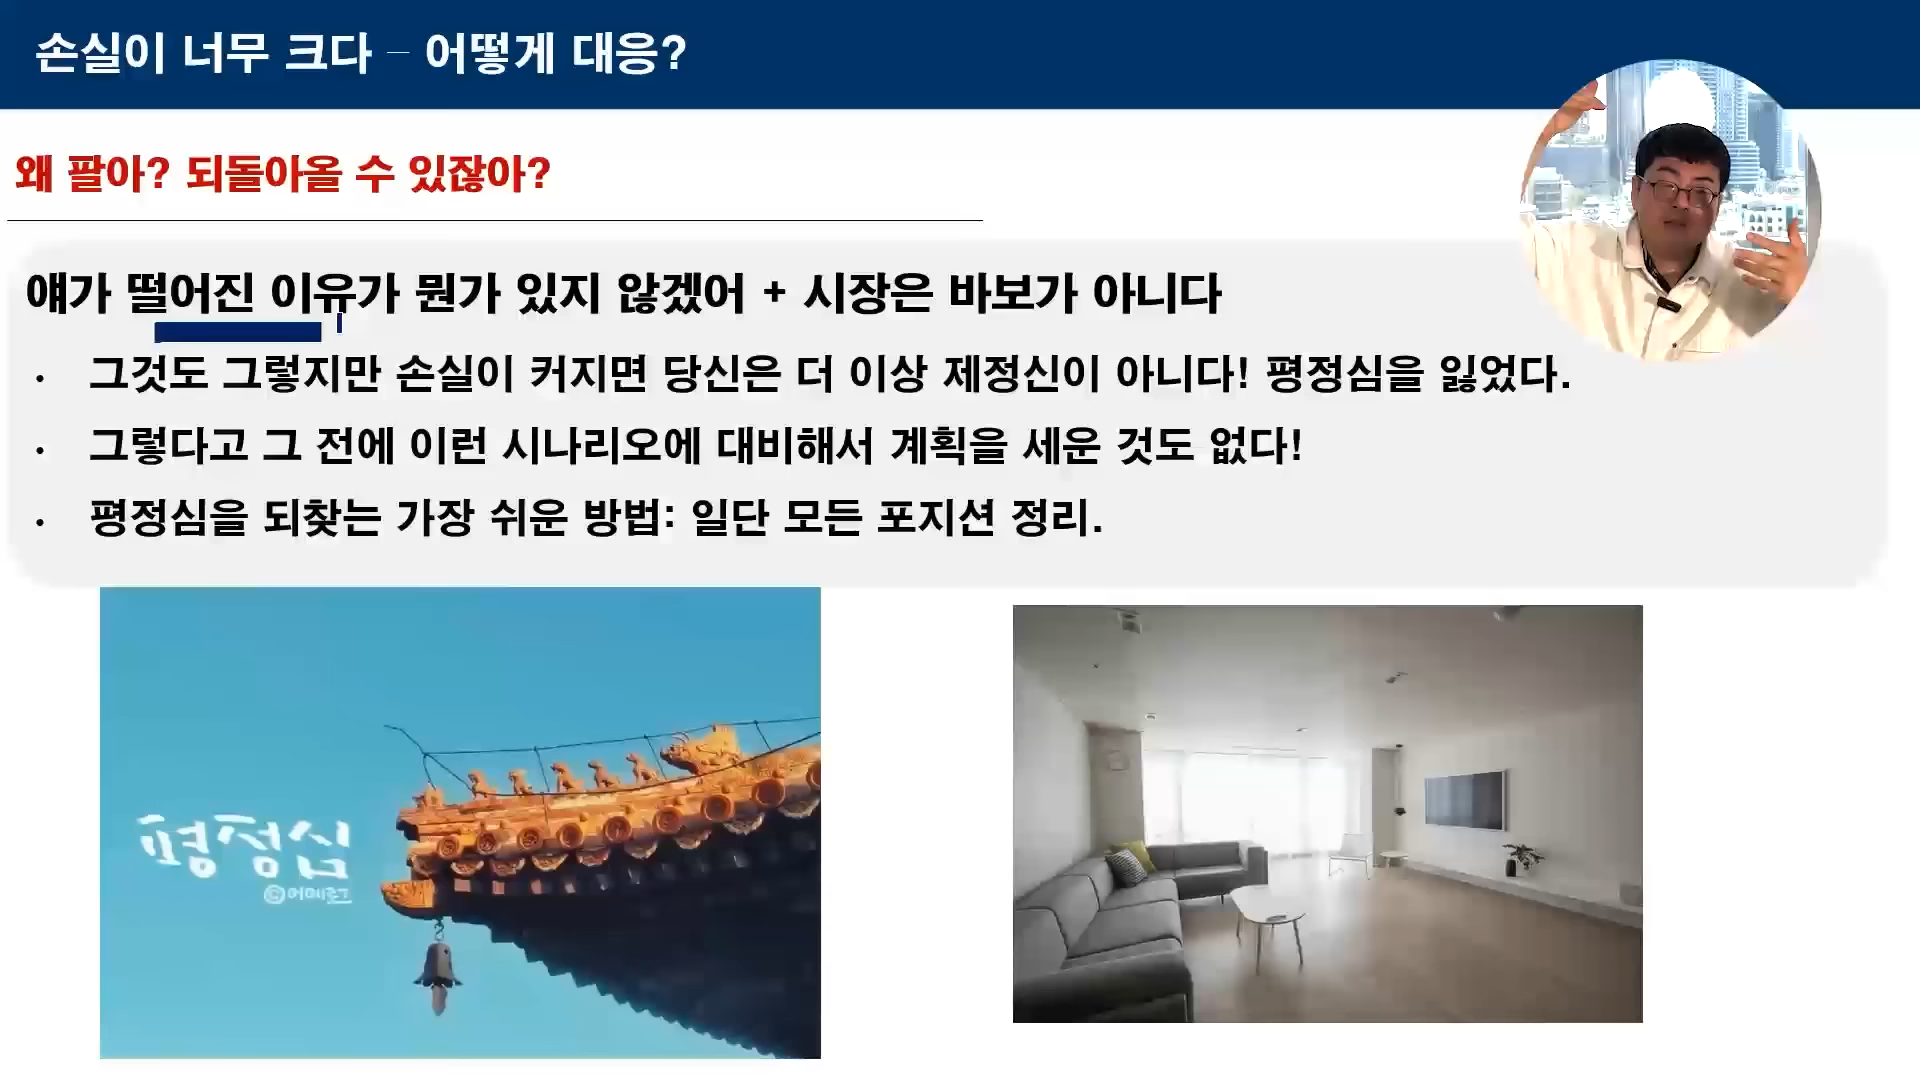 손실이 너무 크다 – 어떻게 대응?
왜 팔아? 되돌아올 수 있잖아?
얘가 떨어진 이유가 뭔가 있지 않겠어 + 시장은 바보가 아니다
• 그것도 그렇지만 손실이 커지면 당신은 더 이상 제정신이 아니다! 평정심을 잃었다.
• 그렇다고 그 전에 이런 시나리오에 대비해서 계획을 세운 것도 없다!
• 평정심을 되찾는 가장 쉬운 방법: 일단 모든 포지션 정리.
평정심